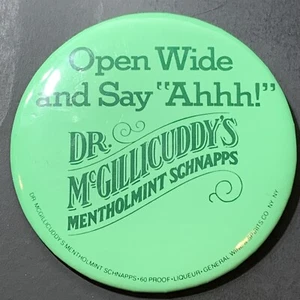 Open Wide
and Say "Ahhh!"
DR.
McGILLICUDDY'S
MENTHOLMINT SCHNAPPS
DR. MCGILLICUDDY'S MENTHOLMINT SCHNAPPS • 60 PROOF • LIQUEUR • GENERAL CO. NY. NY